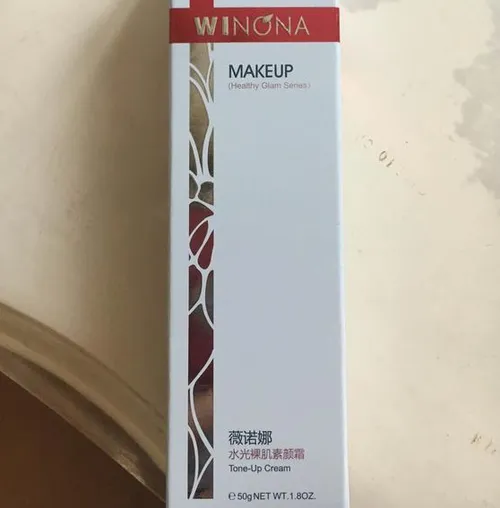 WINONA
MAKEUP
(Healthy Glam Series)
薇诺娜
水光裸肌素颜霜
Tone-Up Cream
℮50g NET WT.1.8OZ.